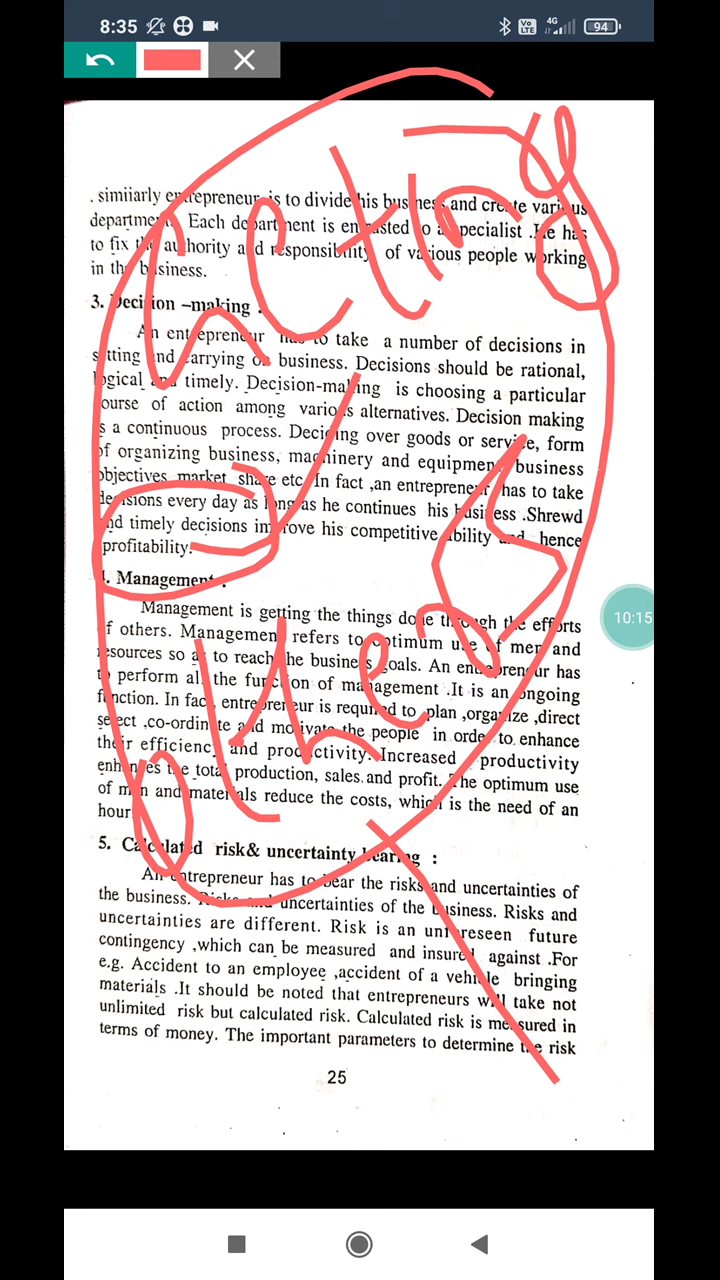 8:35
Vo LTE
4G
94
. simiiarly entrepreneur is to divide his business and create various
department. Each department is entrusted to a specialist .He has
to fix the authority and responsibility of various people working
in the business.
3. Decision –making :
An entrepreneur has to take a number of decisions in
setting and carrying on business. Decisions should be rational,
logical and timely. Decision-making is choosing a particular
course of action among various alternatives. Decision making
is a continuous process. Deciding over goods or service, form
of organizing business, machinery and equipment business
objectives market share etc. In fact ,an entrepreneur has to take
decisions every day as long as he continues his business .Shrewd
and timely decisions improve his competitive ability and hence
profitability.
4. Management :
Management is getting the things done through the efforts
of others. Management refers to optimum use of men and
resources so as to reach the business goals. An entrepreneur has
to perform all the function of management .It is an ongoing
function. In fact, entrepreneur is required to plan ,organize ,direct
select ,co-ordinate and motivate the people in order to enhance
their efficiency and productivity. Increased productivity
enhances the total production, sales and profit. The optimum use
of men and materials reduce the costs, which is the need of an
hour
5. Calculated risk& uncertainty bearing :
An entrepreneur has to bear the risks and uncertainties of
the business. Risks and uncertainties of the business. Risks and
uncertainties are different. Risk is an unforeseen future
contingency ,which can be measured and insured against .For
e.g. Accident to an employee ,accident of a vehicle bringing
materials .It should be noted that entrepreneurs will take not
unlimited risk but calculated risk. Calculated risk is measured in
terms of money. The important parameters to determine the risk
25
10:15